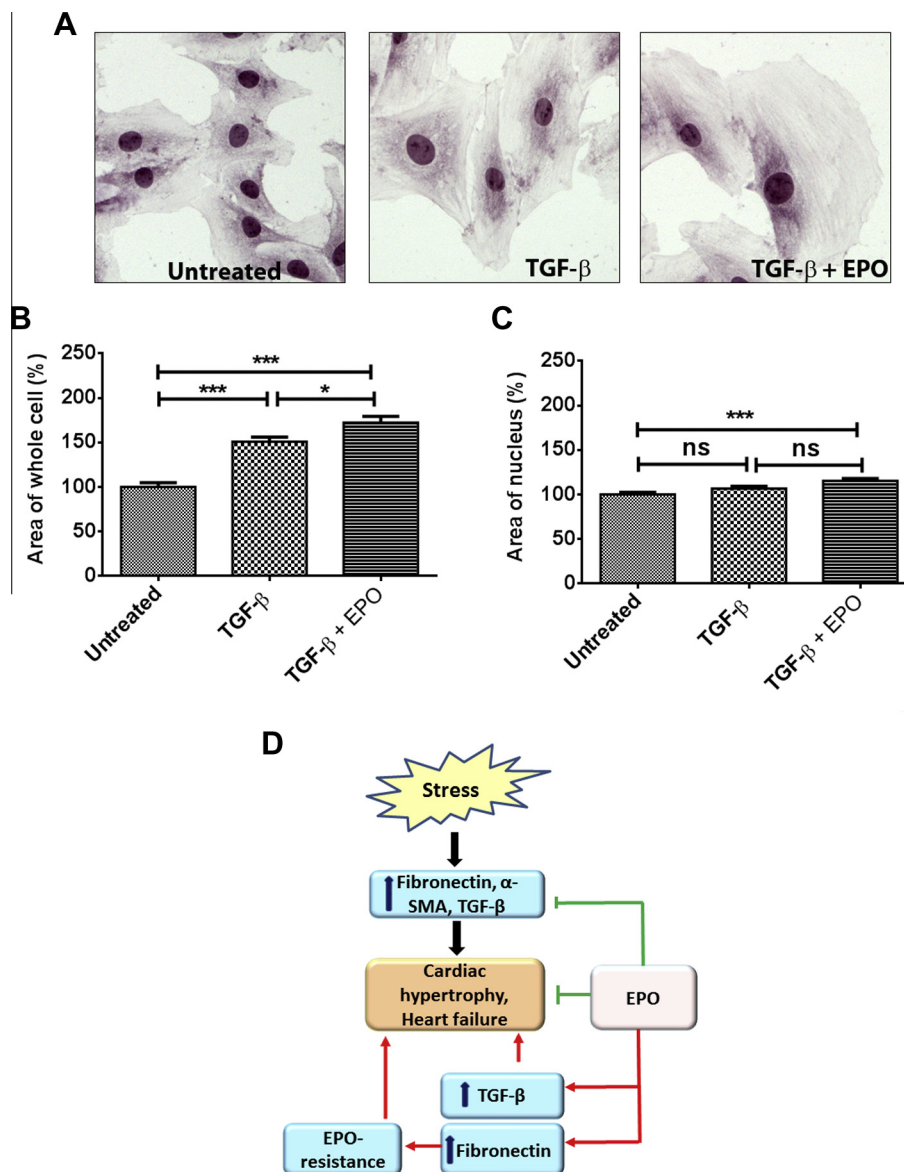 A
Untreated
TGF-β
TGF-β + EPO
B
Area of whole cell (%)
250
200
150
100
50
0
***
***
*
Untreated
TGF-β
TGF-β + EPO
C
Area of nucleus (%)
250
200
150
100
50
0
***
ns
ns
Untreated
TGF-β
TGF-β + EPO
D
Stress
Fibronectin, α-
SMA, TGF-β
Cardiac
hypertrophy,
Heart failure
EPO
TGF-β
EPO-
resistance
Fibronectin